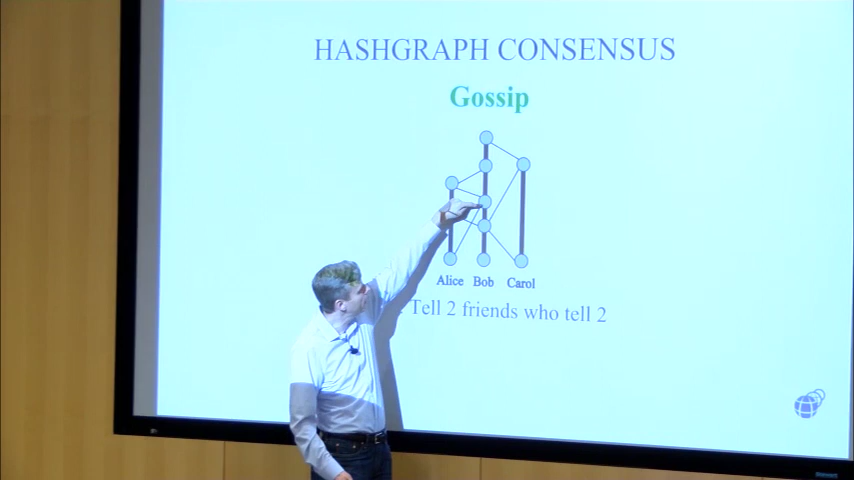 HASHGRAPH CONSENSUS
Gossip
Alice Bob Carol
Tell 2 friends who tell 2